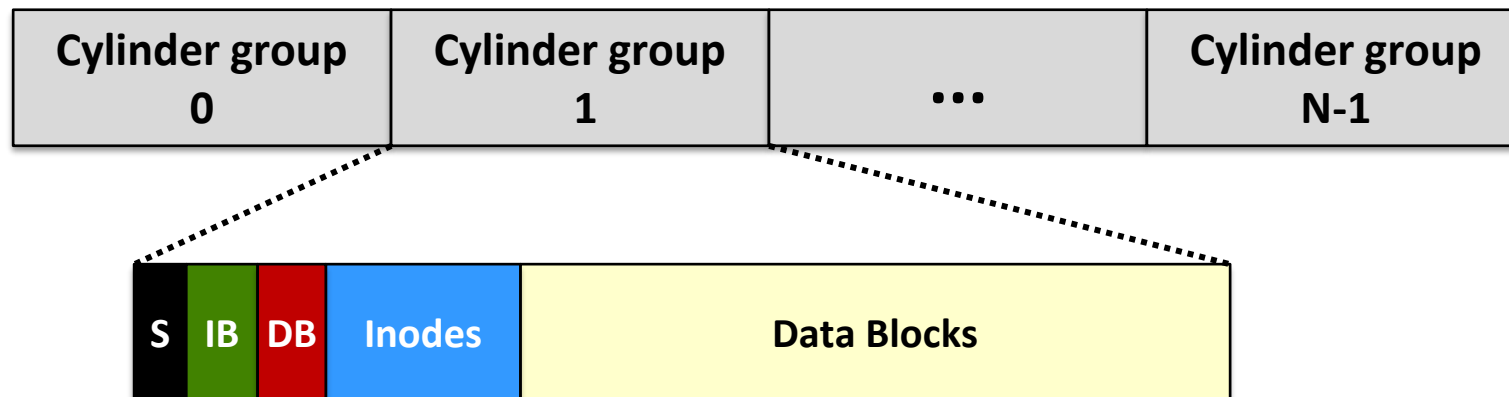 Cylinder group
0
Cylinder group
1
...
Cylinder group
N-1
S
IB
DB
Inodes
Data Blocks